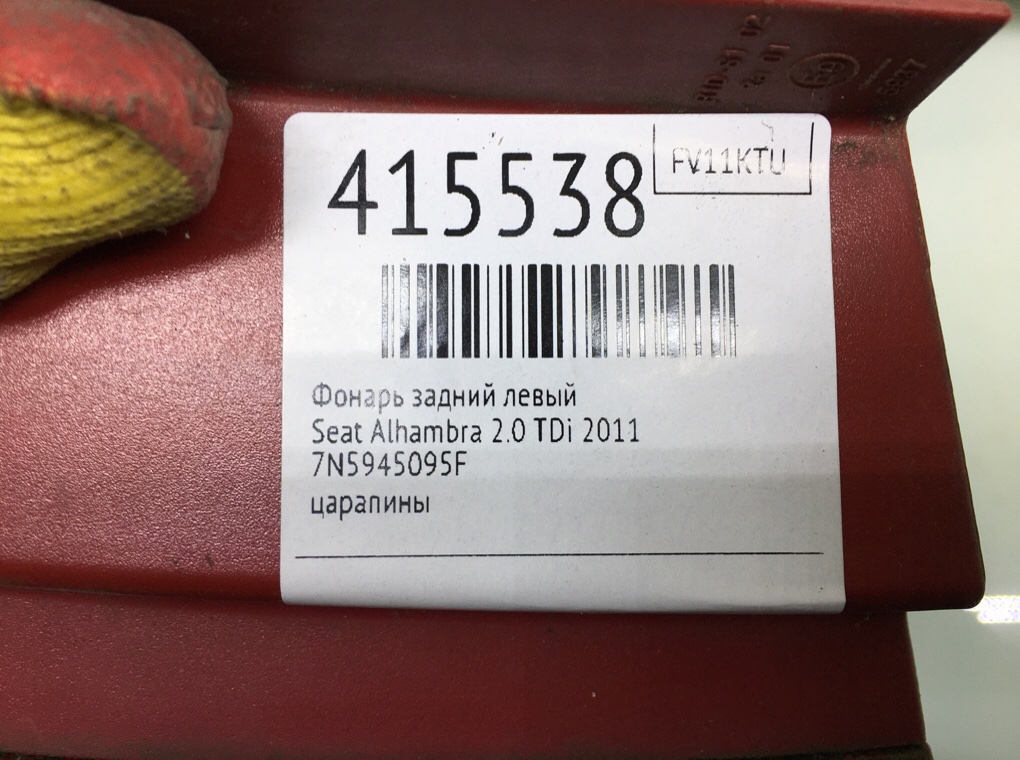 415538
FV11KTU
Фонарь задний левый
Seat Alhambra 2.0 TDi 2011
7N5945095F
царапины